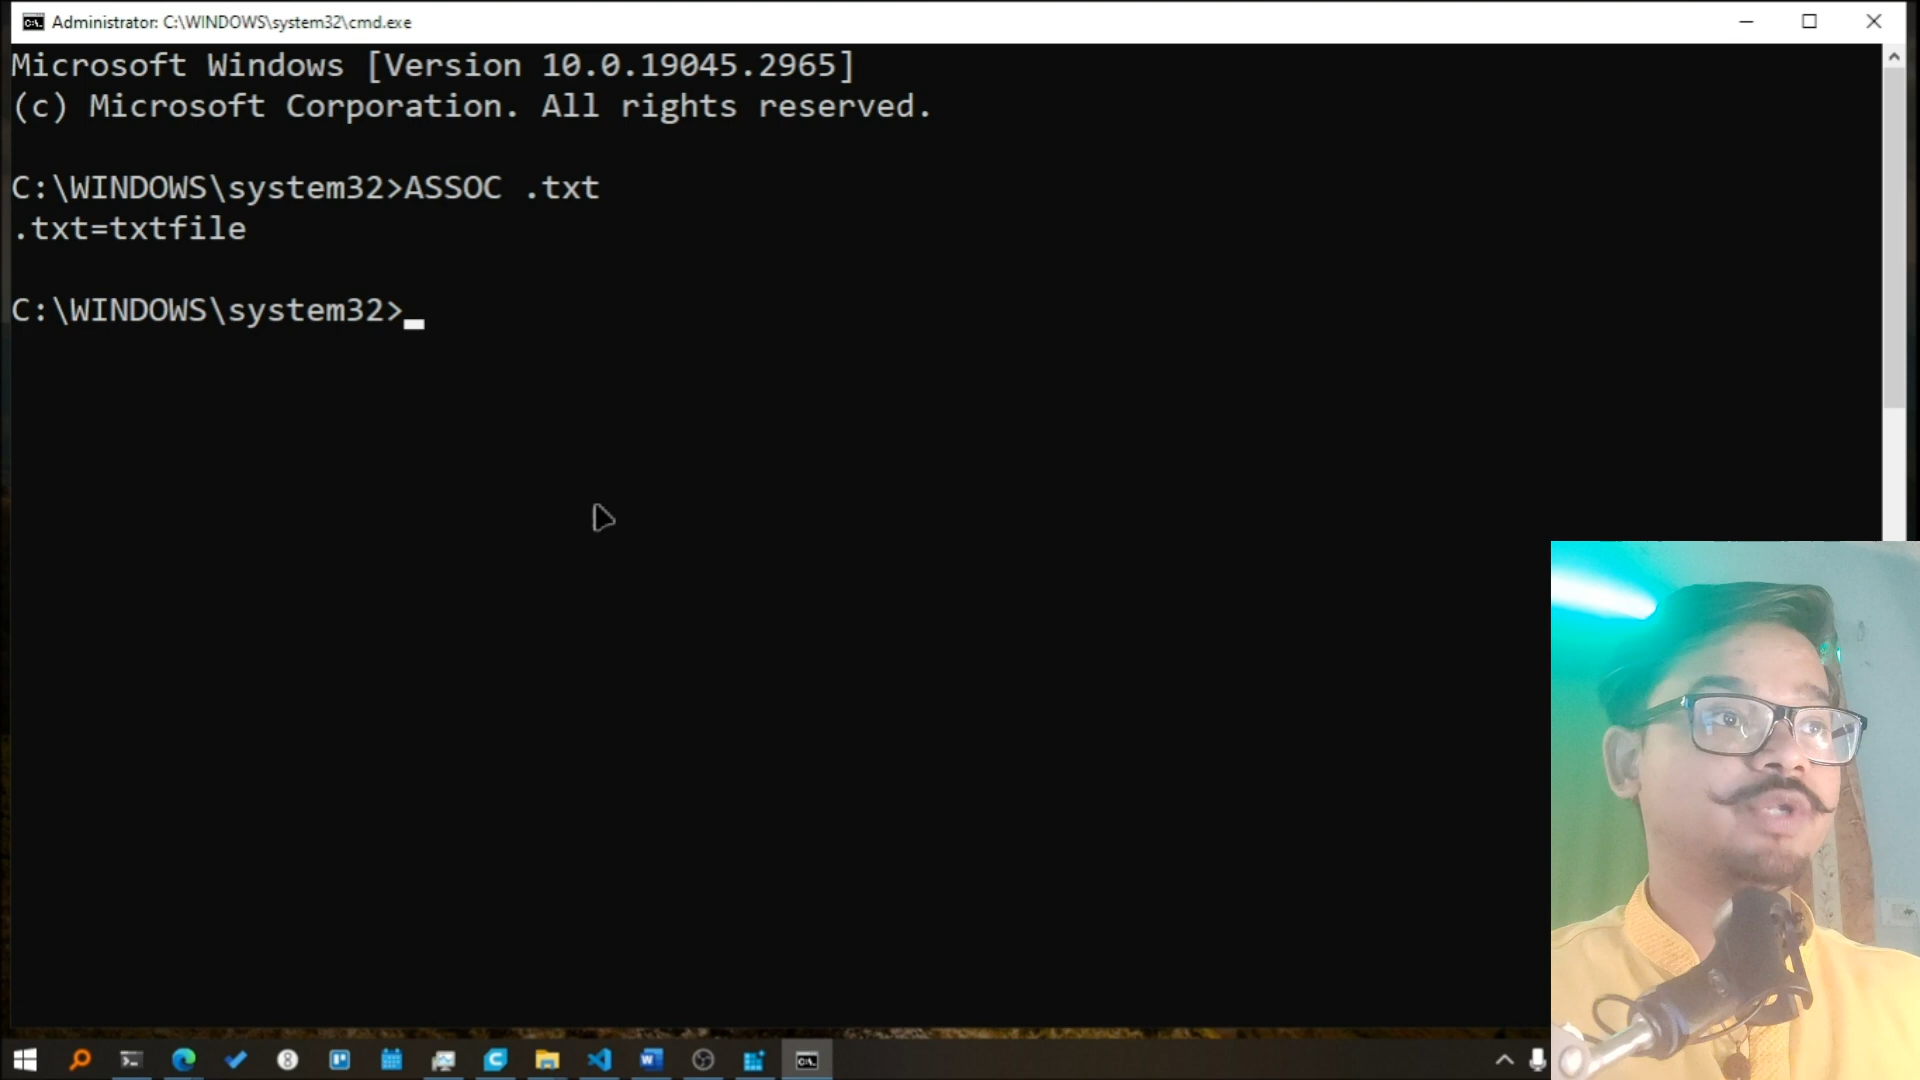 Administrator: C:\WINDOWS\system32\cmd.exe
Microsoft Windows [Version 10.0.19045.2965]
(c) Microsoft Corporation. All rights reserved.
C:\WINDOWS\system32>ASSOC .txt
.txt=txtfile
C:\WINDOWS\system32>